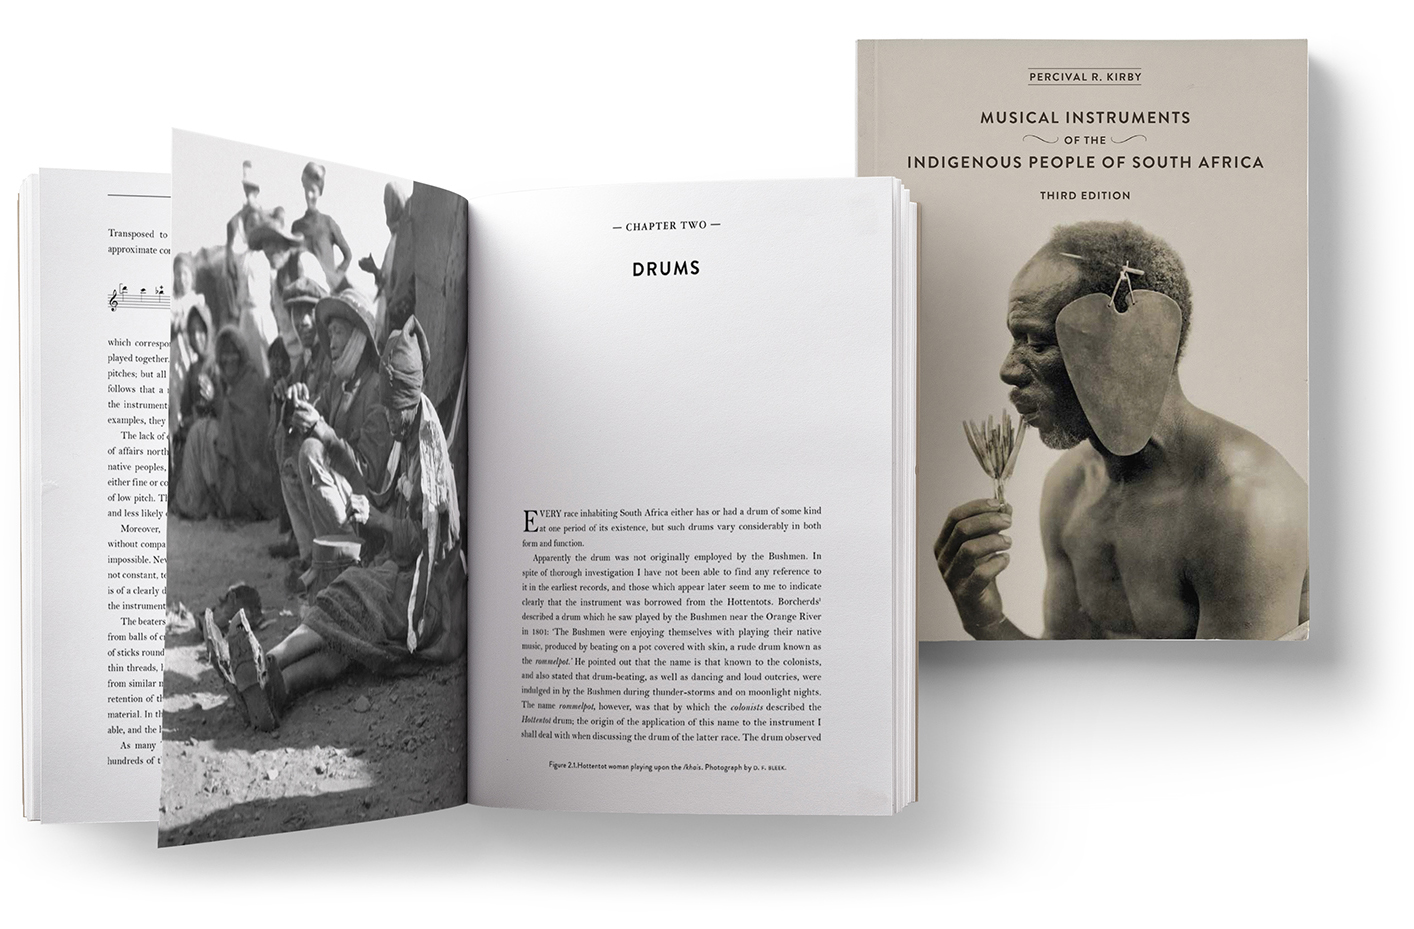 Transposed to
approximate
which
played together.
pitches; but all
follows that a
the instrument
examples, they
The lack of
of affairs north
native peoples,
either fine or
of low pitch.
and less likely
Moreover,
without
impossible.
not constant,
is of a clearly
the instrument
The beaters
from balls of
of sticks round
thin threads,
from similar
retention of
material. In
able, and the
As many
hundreds of
— CHAPTER TWO —
DRUMS
EVERY race inhabiting South Africa either has or had a drum of some kind
at one period of its existence, but such drums vary considerably in both
form and function.
Apparently the drum was not originally employed by the Bushmen. In
spite of thorough investigation I have not been able to find any reference to
it in the earliest records, and those which appear later seem to me to indicate
clearly that the instrument was borrowed from the Hottentots. Borcherds¹
described a drum which he saw played by the Bushmen near the Orange River
in 1801: 'The Bushmen were enjoying themselves with playing their native
music, produced by beating on a pot covered with skin, a rude drum known as
the rommelpot.' He pointed out that the name is that known to the colonists,
and also stated that drum-beating, as well as dancing and loud outcries, were
indulged in by the Bushmen during thunder-storms and on moonlight nights.
The name rommelpot, however, was that by which the colonists described the
Hottentot drum; the origin of the application of this name to the instrument I
shall deal with when discussing the drum of the latter race. The drum observed
Figure 2.1.Hottentot woman playing upon the /khais. Photograph by D. F. BLEEK.
PERCIVAL R. KIRBY
MUSICAL INSTRUMENTS
OF THE
INDIGENOUS PEOPLE OF SOUTH AFRICA
THIRD EDITION